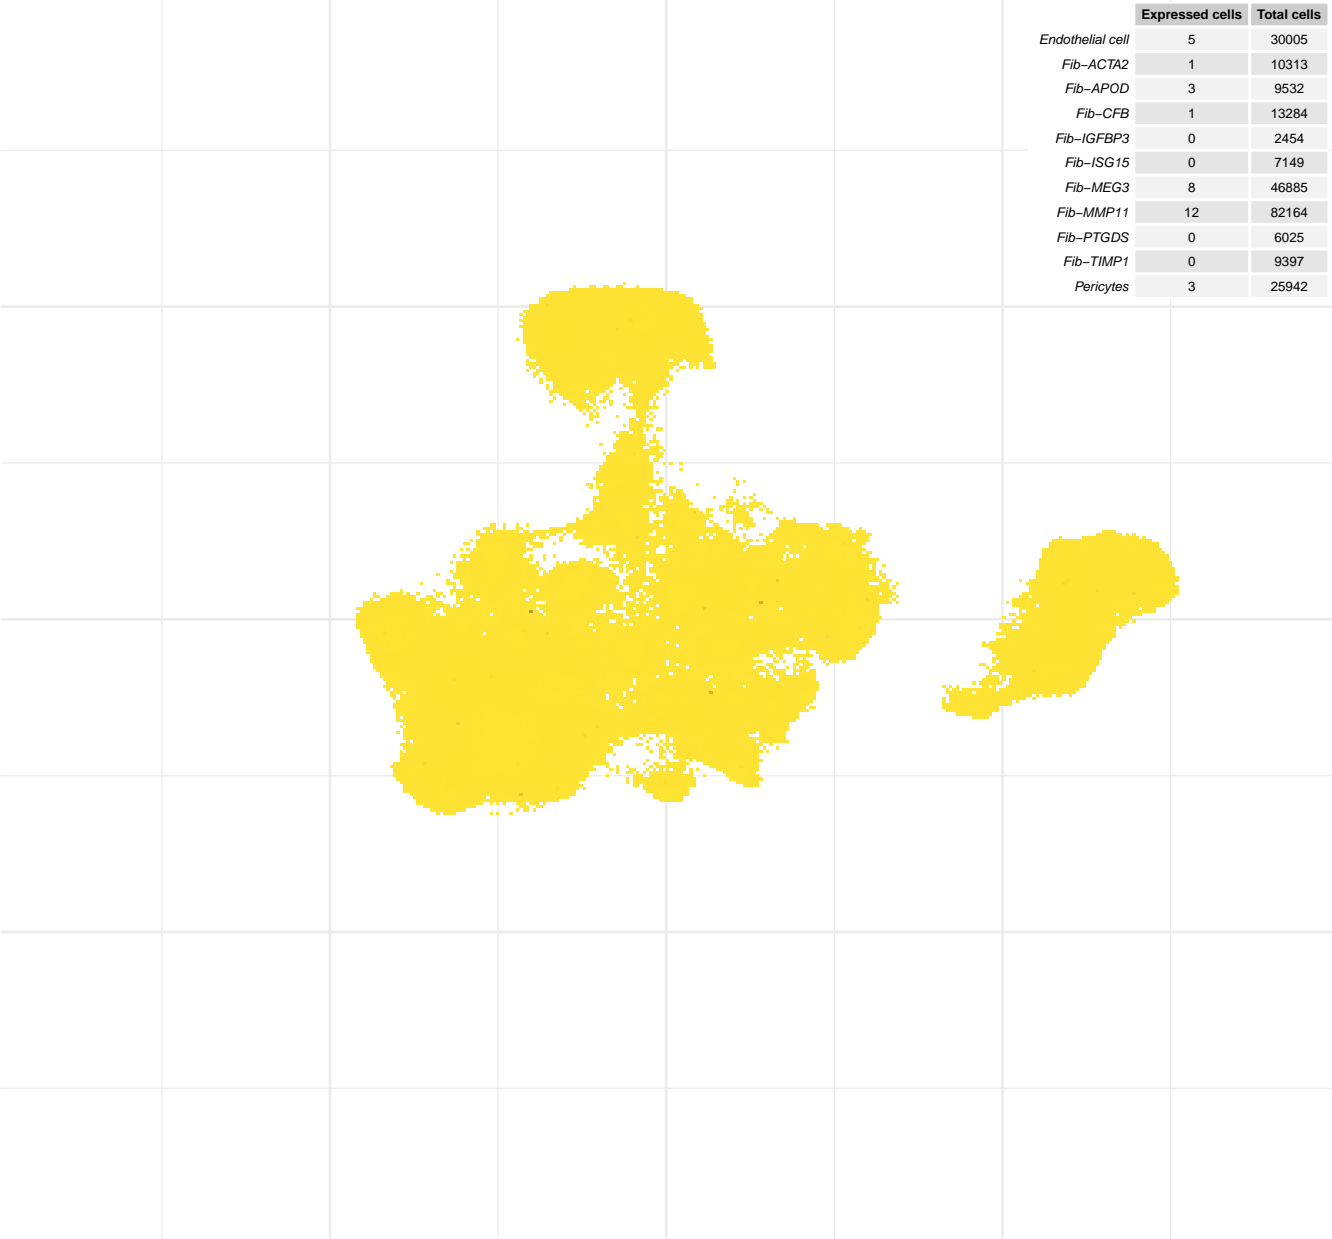 Expressed cells Total cells
Endothelial cell 5 30005
Fib−ACTA2 1 10313
Fib−APOD 3 9532
Fib−CFB 1 13284
Fib−IGFBP3 0 2454
Fib−ISG15 0 7149
Fib−MEG3 8 46885
Fib−MMP11 12 82164
Fib−PTGDS 0 6025
Fib−TIMP1 0 9397
Pericytes 3 25942